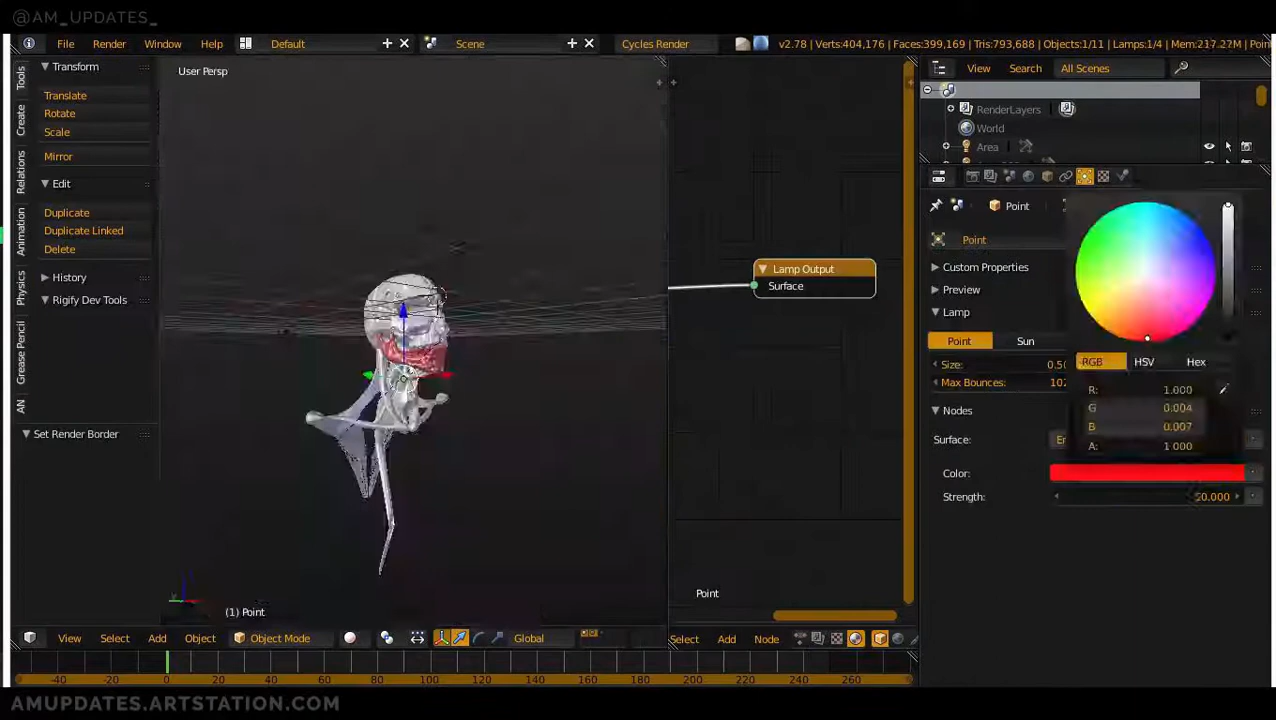 @AM_UPDATES_
File Render Window Help Default Scene Cycles Render v2.78 | Verts:404,176 | Faces:399,169 | Tris:793,688 | Objects:1/11 | Lamps:1/4 | Mem:217.27M | Poin
Tools
Create
Relations
Animation
Physics
Grease Pencil
AN
Transform
Translate
Rotate
Scale
Mirror
Edit
Duplicate
Duplicate Linked
Delete
History
Rigify Dev Tools
Set Render Border
User Persp
(1) Point
View Select Add Object Object Mode Global
Lamp Output
Surface
Point
Select Add Node
View Search All Scenes
RenderLayers
World
Area
Point
Point
Custom Properties
Preview
Lamp
Point Sun
Size: 0.50
Max Bounces: 102
Nodes
Surface: Em
Color:
Strength: 50.000
RGB HSV Hex
R: 1.000
G 0.004
B 0.007
A: 1.000
-40 -20 0 20 40 60 80 100 120 140 160 180 200 220 240 260
AMUPDATES.ARTSTATION.COM